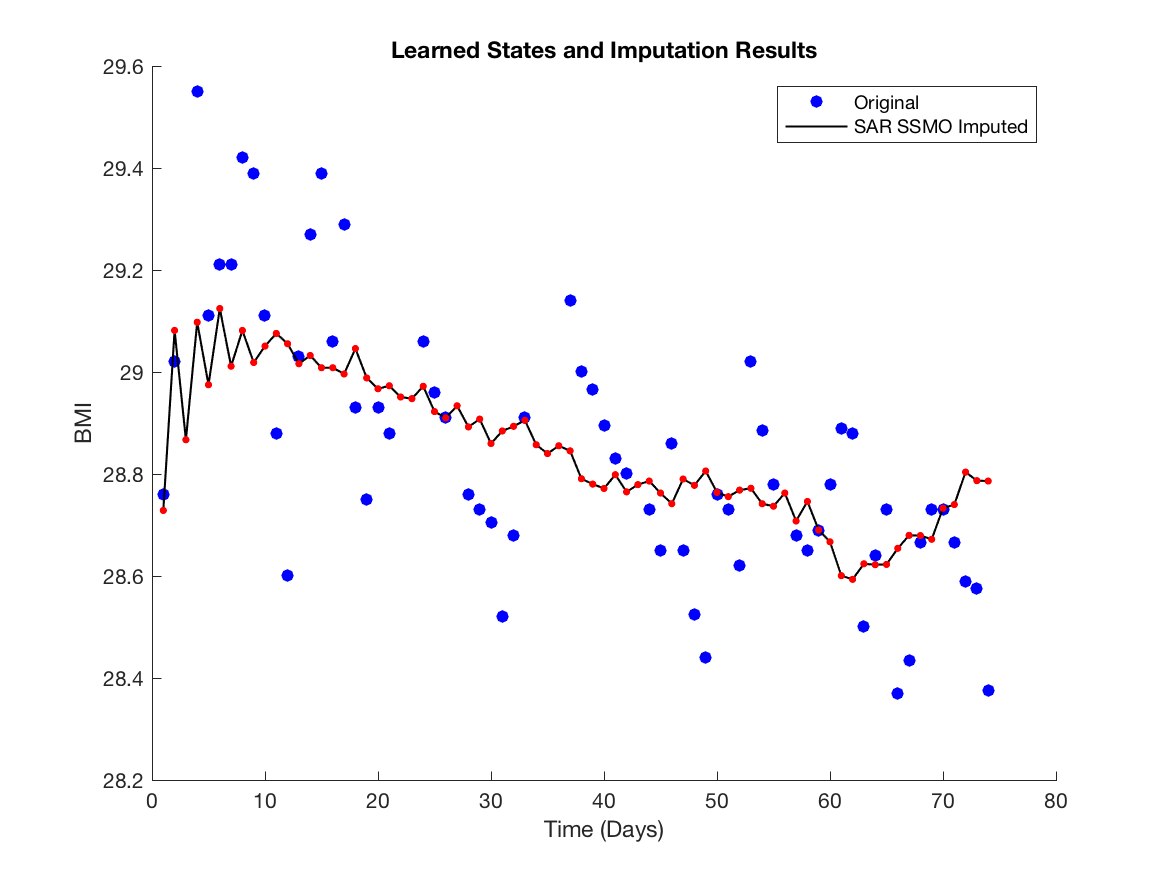 Learned States and Imputation Results
29.6
29.4
29.2
29
28.8
28.6
28.4
28.2
BMI
Original
SAR SSMO Imputed
0 10 20 30 40 50 60 70 80
Time (Days)